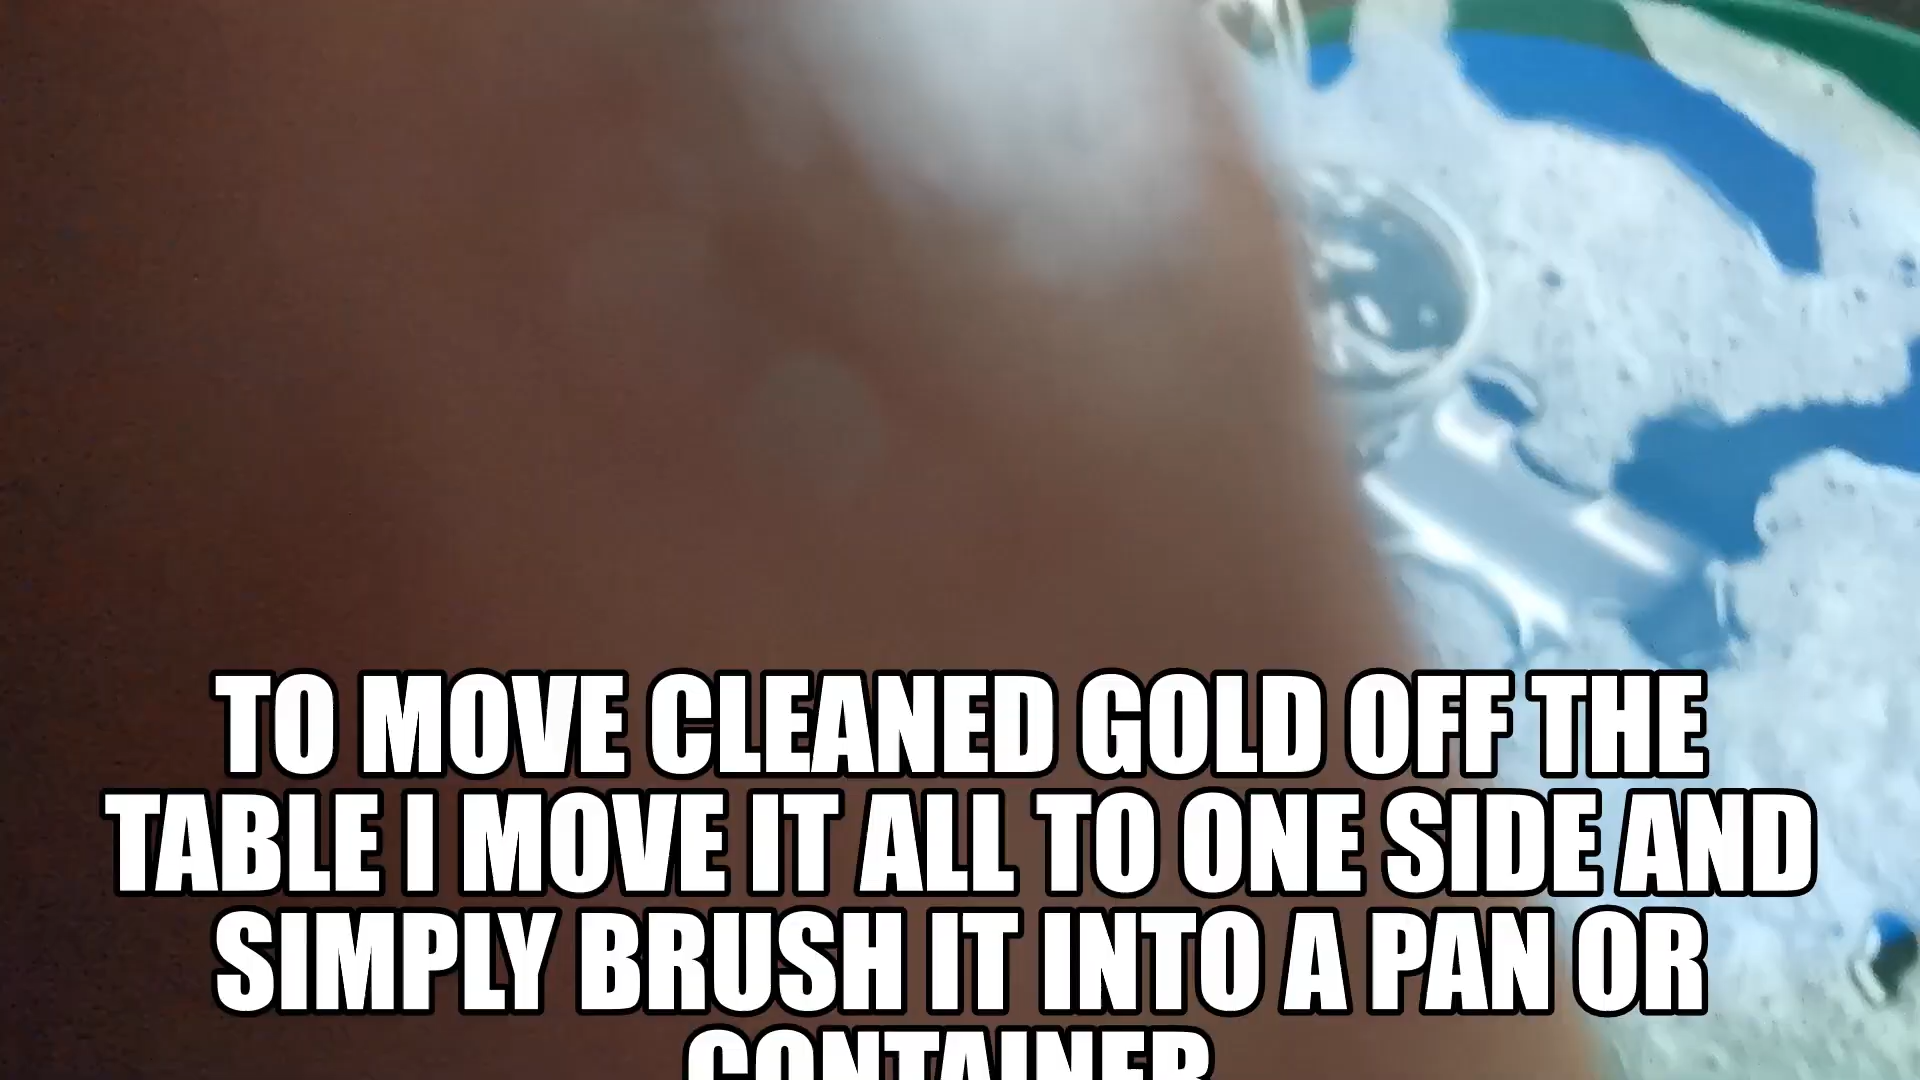 TO MOVE CLEANED GOLD OFF THE
TABLE I MOVE IT ALL TO ONE SIDE AND
SIMPLY BRUSH IT INTO A PAN OR
CONTAINER